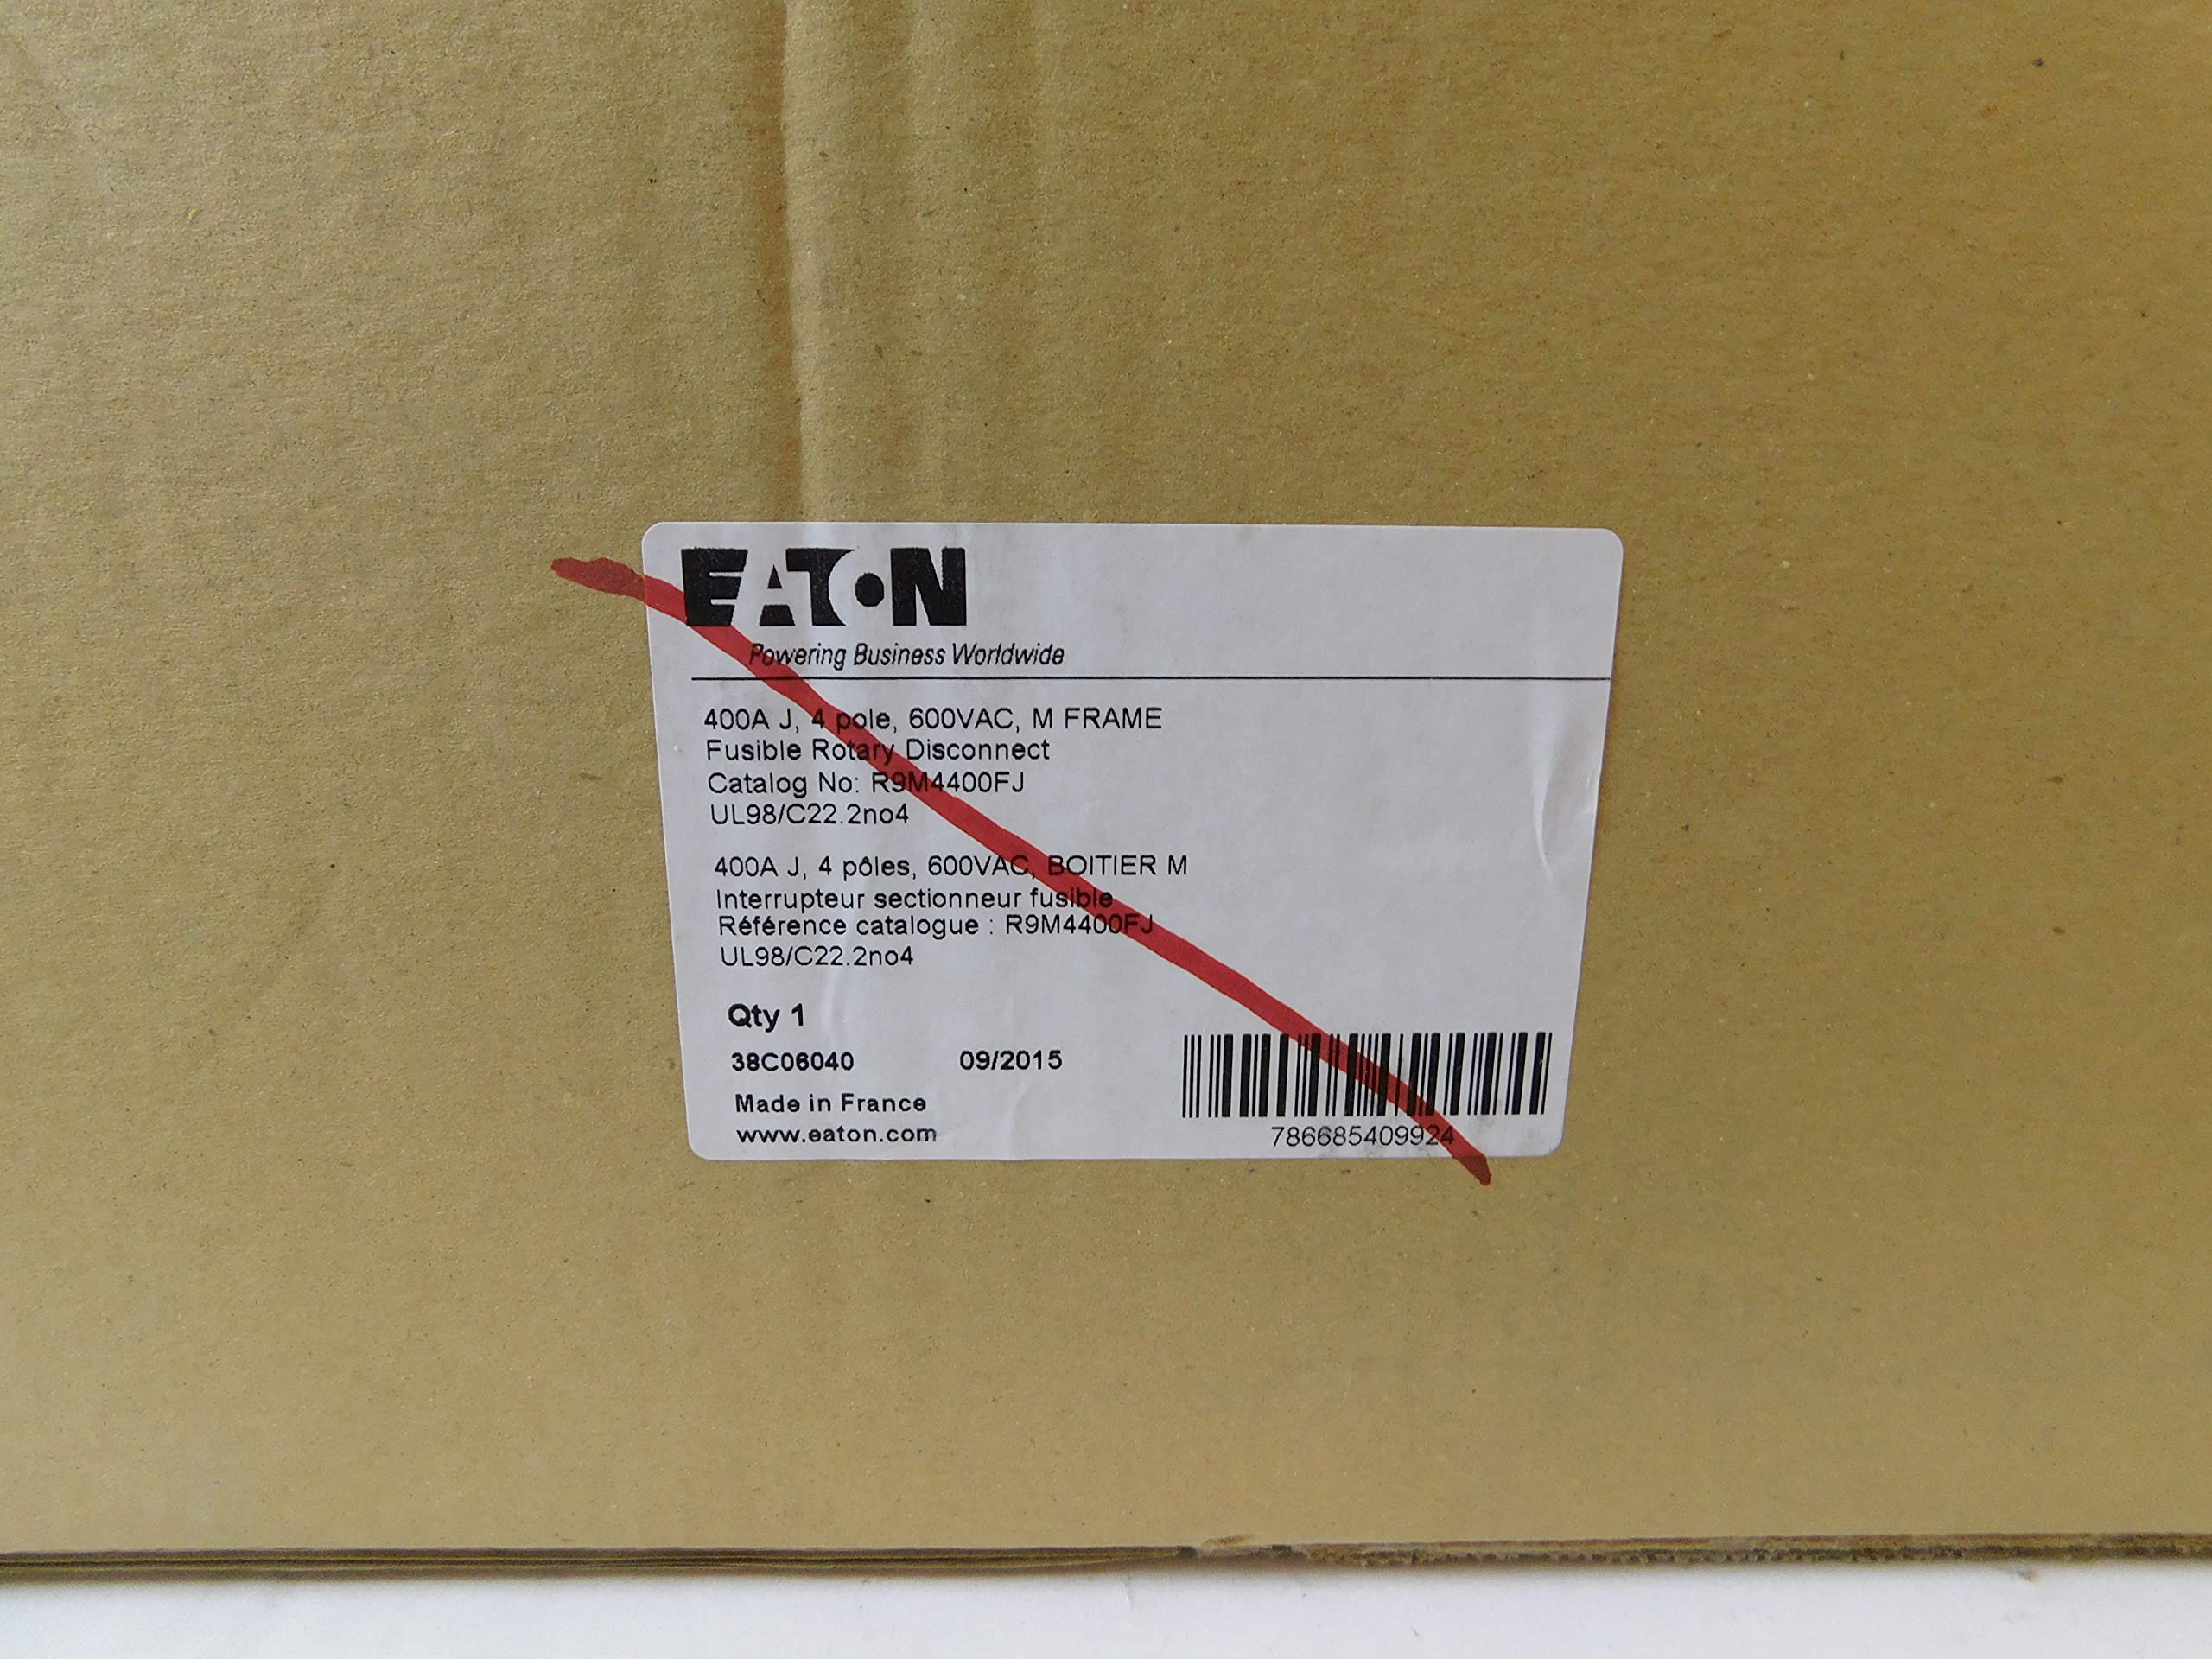 EATON
Powering Business Worldwide
400A J, 4 pole, 600VAC, M FRAME
Fusible Rotary Disconnect
Catalog No: R9M4400FJ
UL98/C22.2no4
400A J, 4 pôles, 600VAC, BOITIER M
Interrupteur sectionneur fusible
Référence catalogue : R9M4400FJ
UL98/C22.2no4
Qty 1
38C06040 09/2015
Made in France
www.eaton.com
786685409924